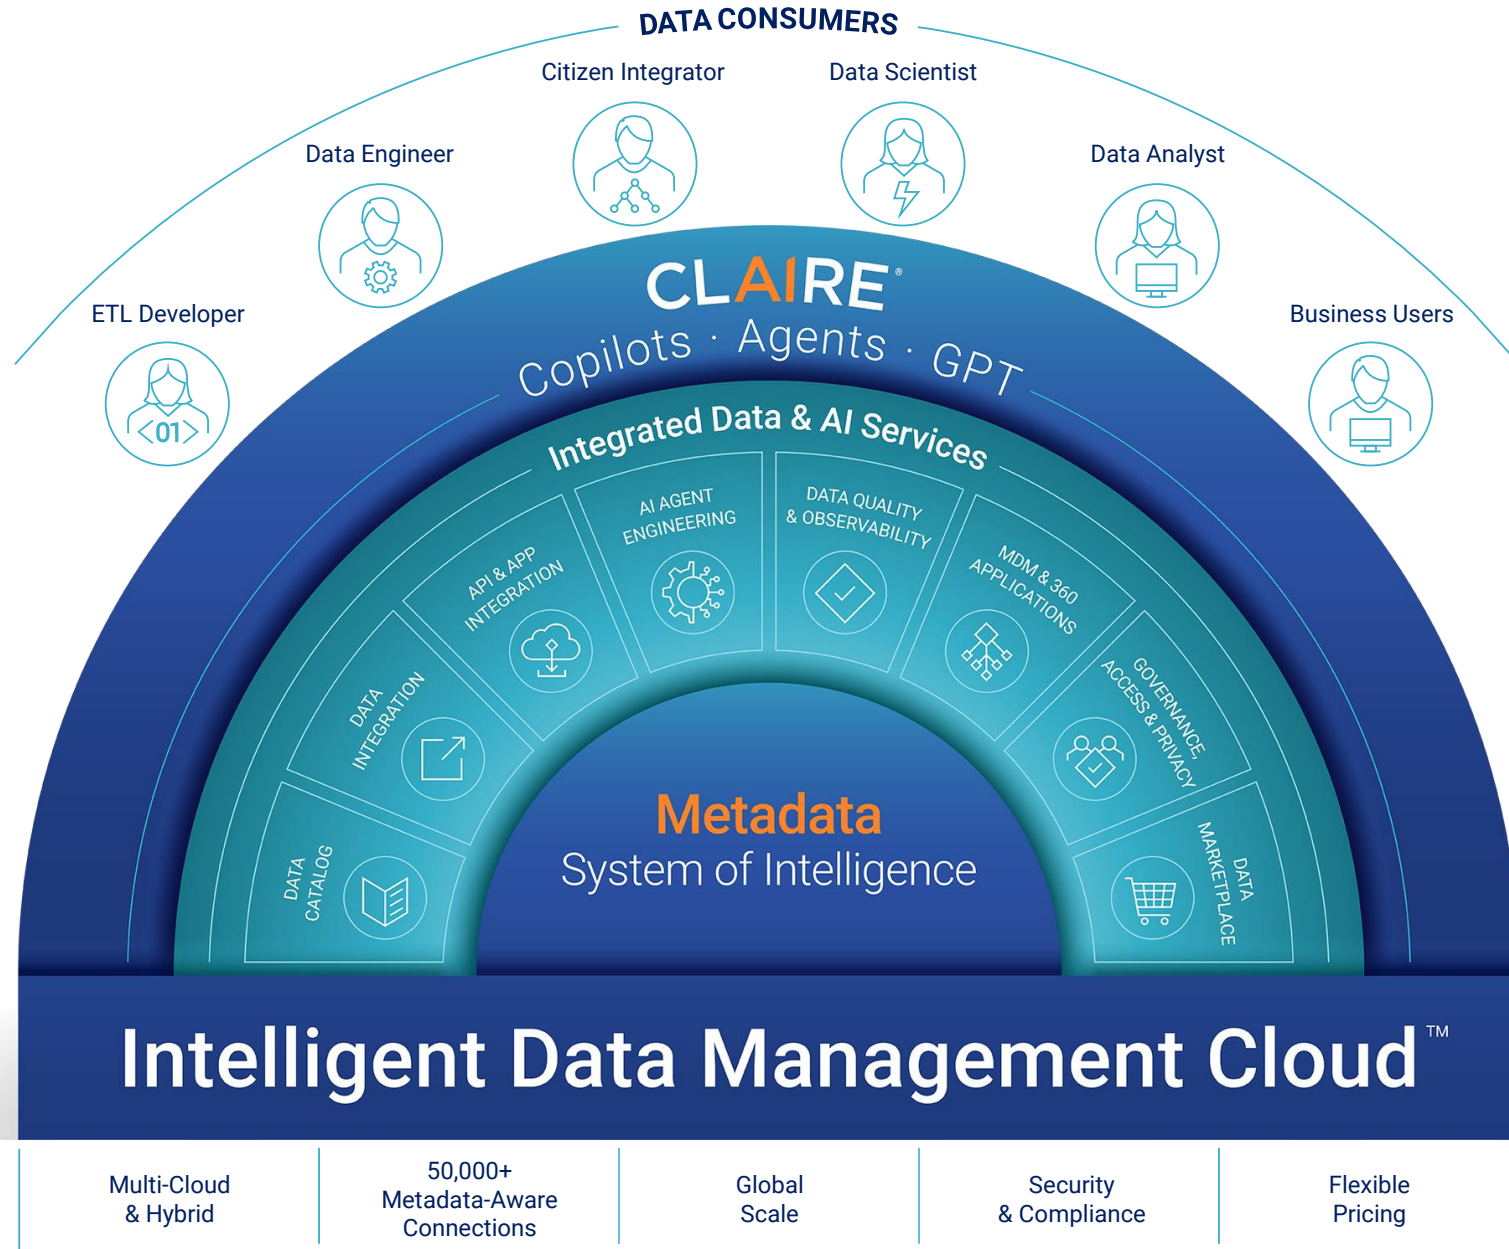 DATA CONSUMERS
Citizen Integrator
Data Scientist
Data Engineer
Data Analyst
ETL Developer
Business Users
<01>
CLAIRE®
Copilots · Agents · GPT
Integrated Data & AI Services
DATA
CATALOG
DATA
INTEGRATION
API & APP
INTEGRATION
AI AGENT
ENGINEERING
DATA QUALITY
& OBSERVABILITY
MDM & 360
APPLICATIONS
GOVERNANCE,
ACCESS & PRIVACY
DATA
MARKETPLACE
Metadata
System of Intelligence
Intelligent Data Management Cloud™
Multi-Cloud
& Hybrid
50,000+
Metadata-Aware
Connections
Global
Scale
Security
& Compliance
Flexible
Pricing